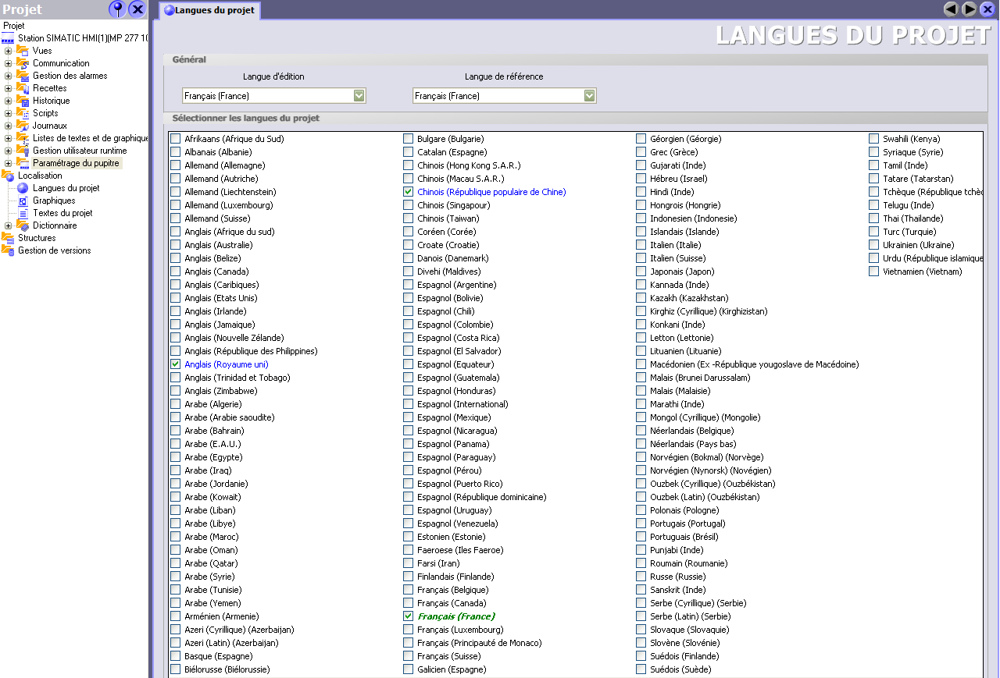 Projet
Projet
Station SIMATIC HMI(1)(MP 277 10
Vues
Communication
Gestion des alarmes
Recettes
Historique
Scripts
Journaux
Listes de textes et de graphique
Gestion utilisateur runtime
Paramétrage du pupitre
Localisation
Langues du projet
Graphiques
Textes du projet
Dictionnaire
Structures
Gestion de versions
Langues du projet
LANGUES DU PROJET
Général
Langue d'édition
Langue de référence
Français (France)
Français (France)
Sélectionner les langues du projet
Afrikaans (Afrique du Sud)
Albanais (Albanie)
Allemand (Allemagne)
Allemand (Autriche)
Allemand (Liechtenstein)
Allemand (Luxembourg)
Allemand (Suisse)
Anglais (Afrique du sud)
Anglais (Australie)
Anglais (Belize)
Anglais (Canada)
Anglais (Caribiques)
Anglais (Etats Unis)
Anglais (Irlande)
Anglais (Jamaique)
Anglais (Nouvelle Zélande)
Anglais (République des Philippines)
Anglais (Royaume uni)
Anglais (Trinidad et Tobago)
Anglais (Zimbabwe)
Arabe (Algerie)
Arabe (Arabie saoudite)
Arabe (Bahrain)
Arabe (E.A.U.)
Arabe (Egypte)
Arabe (Iraq)
Arabe (Jordanie)
Arabe (Kowait)
Arabe (Liban)
Arabe (Libye)
Arabe (Maroc)
Arabe (Oman)
Arabe (Qatar)
Arabe (Syrie)
Arabe (Tunisie)
Arabe (Yemen)
Arménien (Armenie)
Azeri (Cyrillique) (Azerbaijan)
Azeri (Latin) (Azerbaijan)
Basque (Espagne)
Biélorusse (Biélorussie)
Bulgare (Bulgarie)
Catalan (Espagne)
Chinois (Hong Kong S.A.R.)
Chinois (Macau S.A.R.)
Chinois (République populaire de Chine)
Chinois (Singapour)
Chinois (Taiwan)
Coréen (Corée)
Croate (Croatie)
Danois (Danemark)
Divehi (Maldives)
Espagnol (Argentine)
Espagnol (Bolivie)
Espagnol (Chili)
Espagnol (Colombie)
Espagnol (Costa Rica)
Espagnol (El Salvador)
Espagnol (Equateur)
Espagnol (Guatemala)
Espagnol (Honduras)
Espagnol (International)
Espagnol (Mexique)
Espagnol (Nicaragua)
Espagnol (Panama)
Espagnol (Paraguay)
Espagnol (Pérou)
Espagnol (Puerto Rico)
Espagnol (République dominicaine)
Espagnol (Uruguay)
Espagnol (Venezuela)
Estonien (Estonie)
Faeroese (Iles Faeroe)
Farsi (Iran)
Finlandais (Finlande)
Français (Belgique)
Français (Canada)
Français (France)
Français (Luxembourg)
Français (Principauté de Monaco)
Français (Suisse)
Galicien (Espagne)
Géorgien (Géorgie)
Grec (Grèce)
Gujarati (Inde)
Hébreu (Israel)
Hindi (Inde)
Hongrois (Hongrie)
Indonesien (Indonesie)
Islandais (Islande)
Italien (Italie)
Italien (Suisse)
Japonais (Japon)
Kannada (Inde)
Kazakh (Kazakhstan)
Kirghiz (Cyrillique) (Kirghizistan)
Konkani (Inde)
Letton (Lettonie)
Lituanien (Lituanie)
Macédonien (Ex -République yougoslave de Macédoine)
Malais (Brunei Darussalam)
Malais (Malaisie)
Marathi (Inde)
Mongol (Cyrillique) (Mongolie)
Néerlandais (Belgique)
Néerlandais (Pays bas)
Norvégien (Bokmal) (Norvège)
Norvégien (Nynorsk) (Novégien)
Ouzbek (Cyrillique) (Ouzbékistan)
Ouzbek (Latin) (Ouzbékistan)
Polonais (Pologne)
Portugais (Portugal)
Portuguais (Brésil)
Punjabi (Inde)
Roumain (Roumanie)
Russe (Russie)
Sanskrit (Inde)
Serbe (Cyrillique) (Serbie)
Serbe (Latin) (Serbie)
Slovaque (Slovaquie)
Slovène (Slovénie)
Suédois (Finlande)
Suédois (Suède)
Swahili (Kenya)
Syriaque (Syrie)
Tamil (Inde)
Tatare (Tatarstan)
Tchèque (République tchèc
Telugu (Inde)
Thai (Thailande)
Turc (Turquie)
Ukrainien (Ukraine)
Urdu (République islamique
Vietnamien (Vietnam)